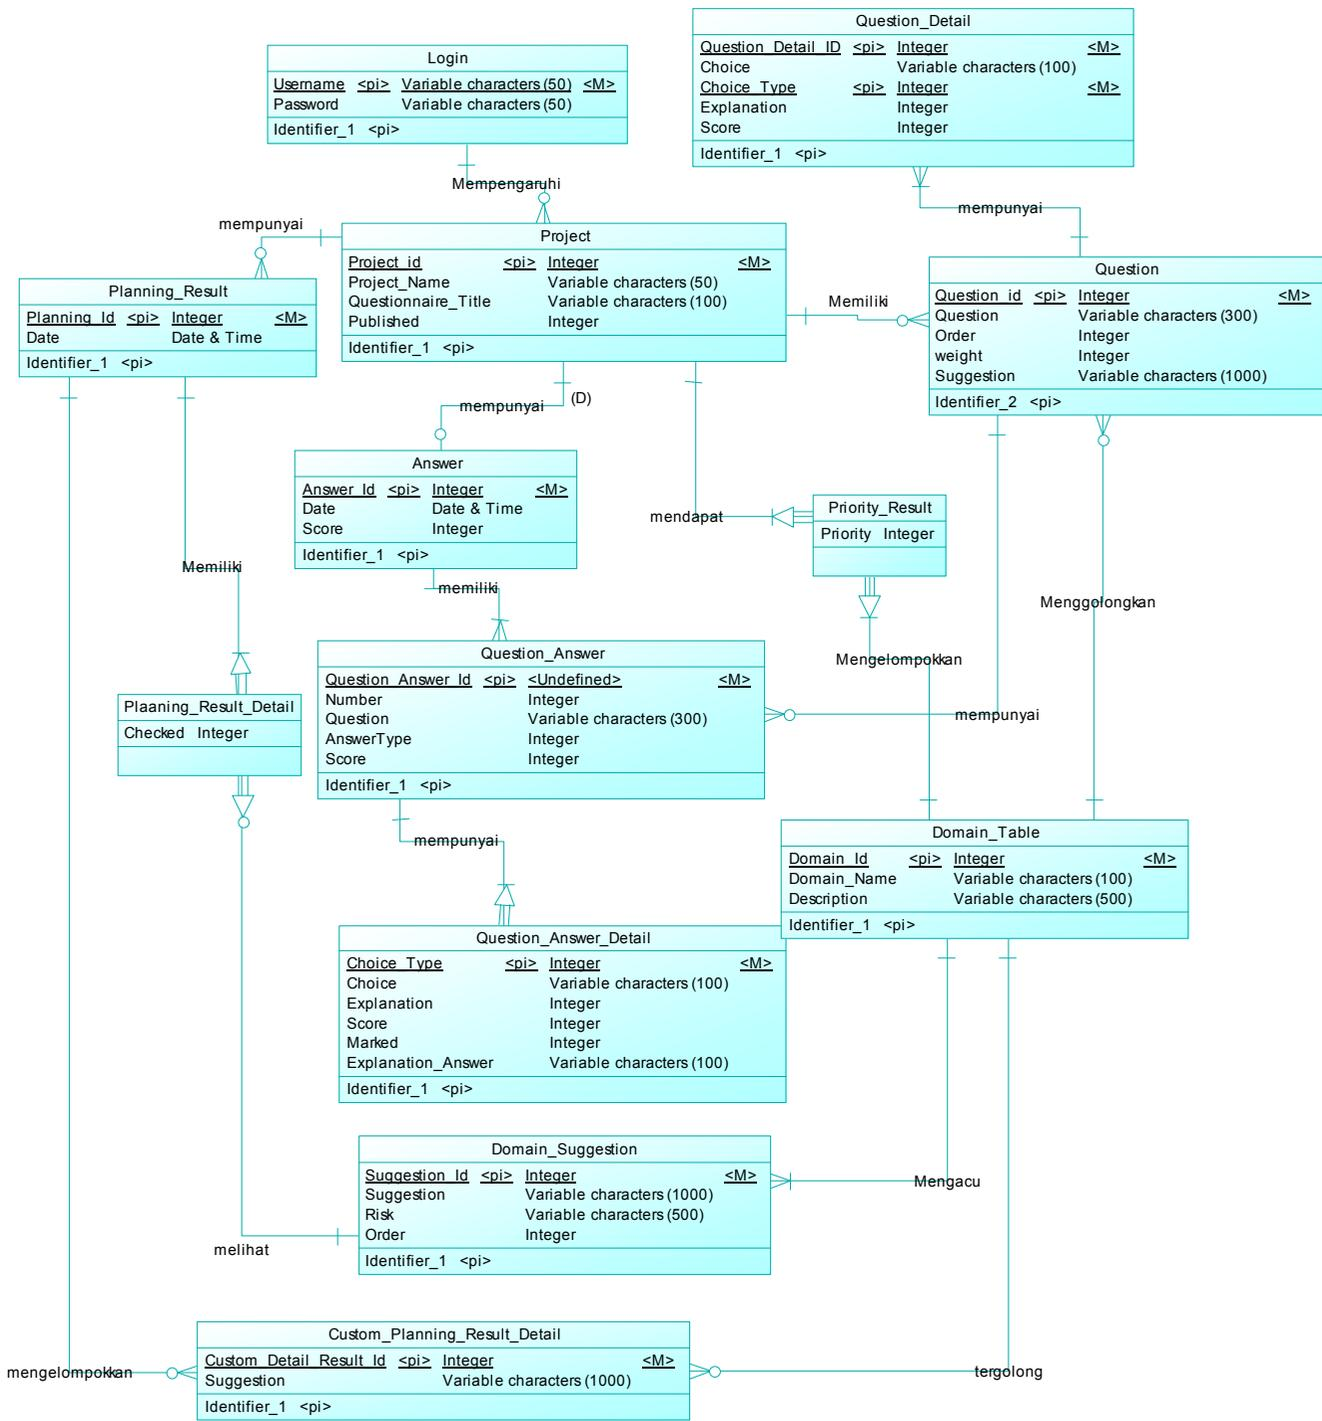 Question_Detail
Question_Detail_ID <pi> Integer <M>
Choice Variable characters (100)
Choice_Type <pi> Integer <M>
Explanation Integer
Score Integer
Identifier_1 <pi>
Login
Username <pi> Variable characters (50) <M>
Password Variable characters (50)
Identifier_1 <pi>
Mempengaruhi
mempunyai
mempunyai
Project
Project_id <pi> Integer <M>
Project_Name Variable characters (50)
Questionnaire_Title Variable characters (100)
Published Integer
Identifier_1 <pi>
Planning_Result
Planning_Id <pi> Integer <M>
Date Date & Time
Identifier_1 <pi>
Memiliki
Question
Question_id <pi> Integer <M>
Question Variable characters (300)
Order Integer
weight Integer
Suggestion Variable characters (1000)
Identifier_2 <pi>
(D)
mempunyai
Answer
Answer_Id <pi> Integer <M>
Date Date & Time
Score Integer
Identifier_1 <pi>
mendapat
Priority_Result
Priority Integer
Memiliki
memiliki
Menggolongkan
Mengelompokkan
Question_Answer
Question_Answer_Id <pi> <Undefined> <M>
Number Integer
Question Variable characters (300)
AnswerType Integer
Score Integer
Identifier_1 <pi>
mempunyai
Plaaning_Result_Detail
Checked Integer
mempunyai
Domain_Table
Domain_Id <pi> Integer <M>
Domain_Name Variable characters (100)
Description Variable characters (500)
Identifier_1 <pi>
Question_Answer_Detail
Choice_Type <pi> Integer <M>
Choice Variable characters (100)
Explanation Integer
Score Integer
Marked Integer
Explanation_Answer Variable characters (100)
Identifier_1 <pi>
Domain_Suggestion
Suggestion_Id <pi> Integer <M>
Suggestion Variable characters (1000)
Risk Variable characters (500)
Order Integer
Identifier_1 <pi>
Mengacu
melihat
Custom_Planning_Result_Detail
Custom_Detail_Result_Id <pi> Integer <M>
Suggestion Variable characters (1000)
Identifier_1 <pi>
mengelompokkan
tergolong